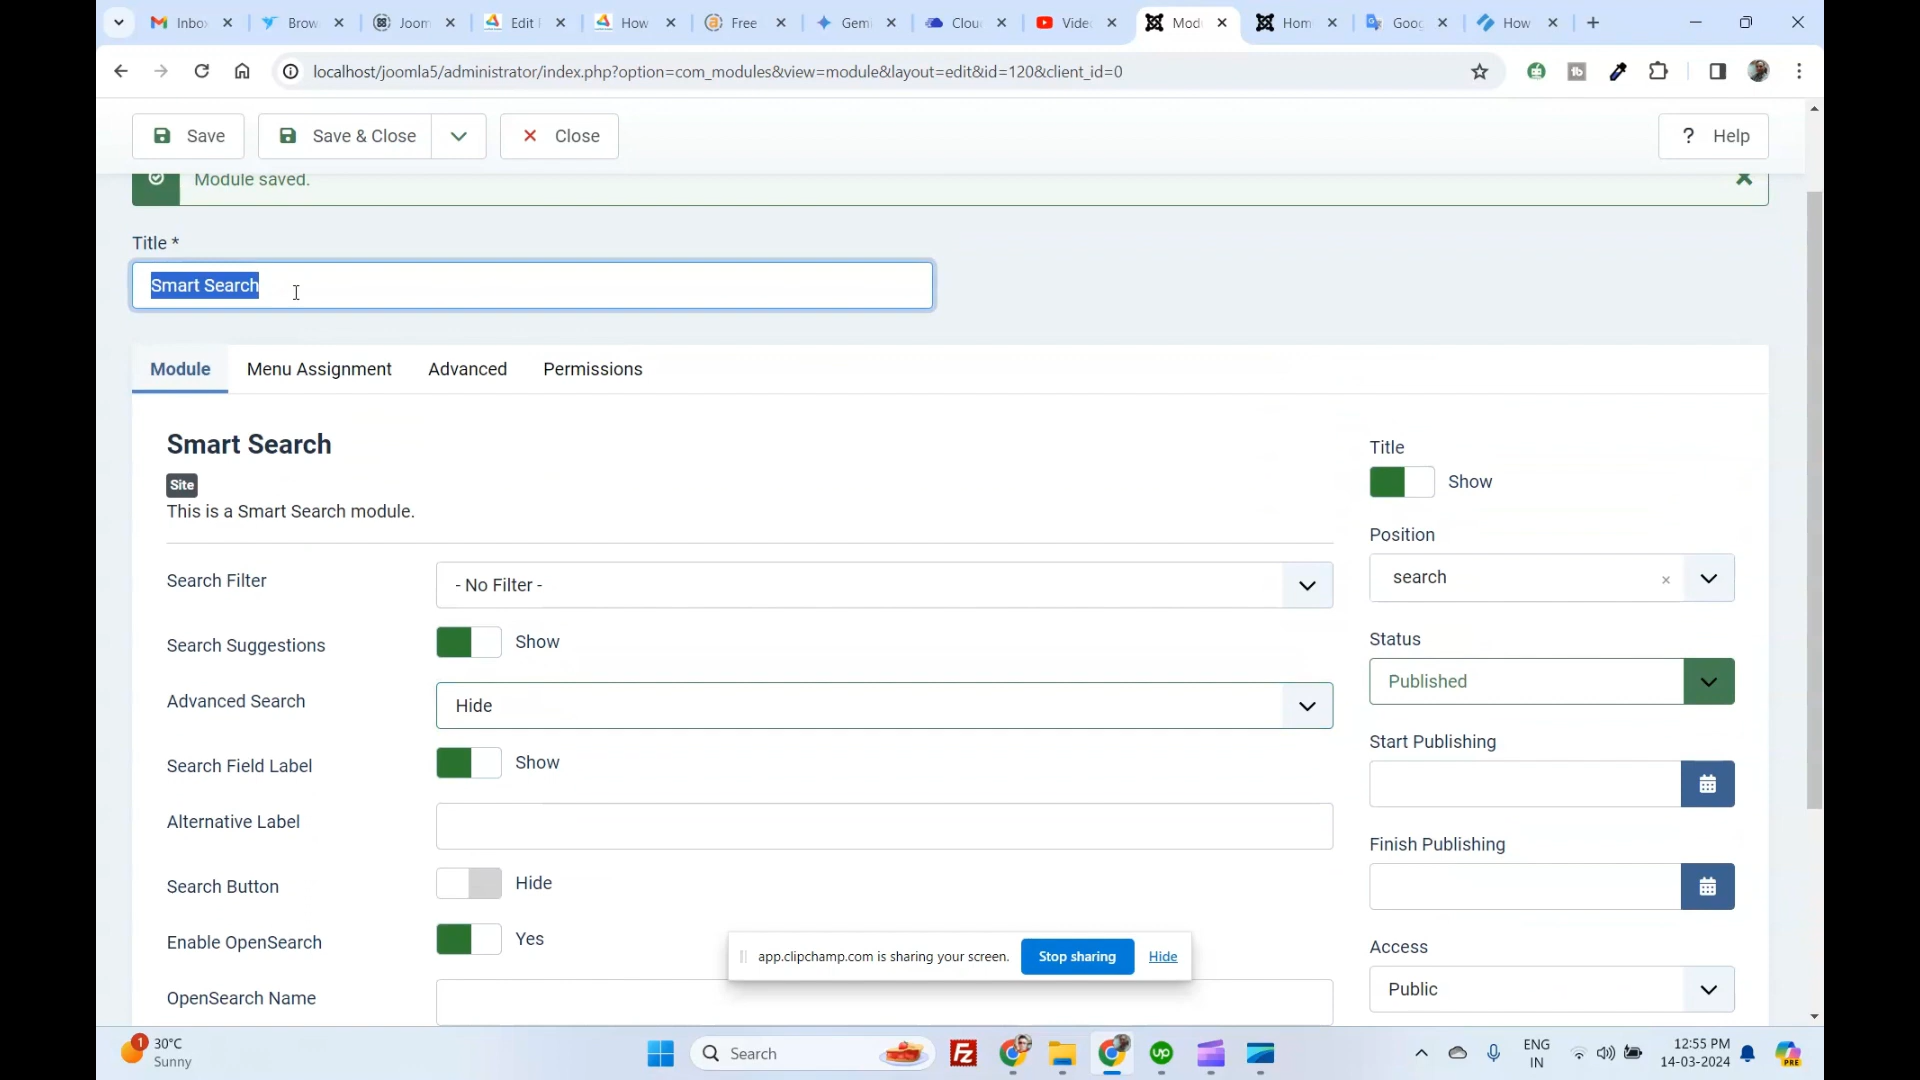 Inbo
Brow
Joom
Edit
How
Free
Gemi
Clou
Vide
Mod
Hom
Goog
How
localhost/joomla5/administrator/index.php?option=com_modules&view=module&layout=edit&id=120&client_id=0
Save
Save & Close
Close
? Help
Module saved.
Title *
Smart Search
Module
Menu Assignment
Advanced
Permissions
Smart Search
Site
This is a Smart Search module.
Search Filter
- No Filter -
Search Suggestions
Show
Advanced Search
Hide
Search Field Label
Show
Alternative Label
Search Button
Hide
Enable OpenSearch
Yes
OpenSearch Name
Title
Show
Position
search
Status
Published
Start Publishing
Finish Publishing
Access
Public
app.clipchamp.com is sharing your screen.
Stop sharing
Hide
1
30°C
Sunny
Search
ENG
IN
12:55 PM
14-03-2024
PRE